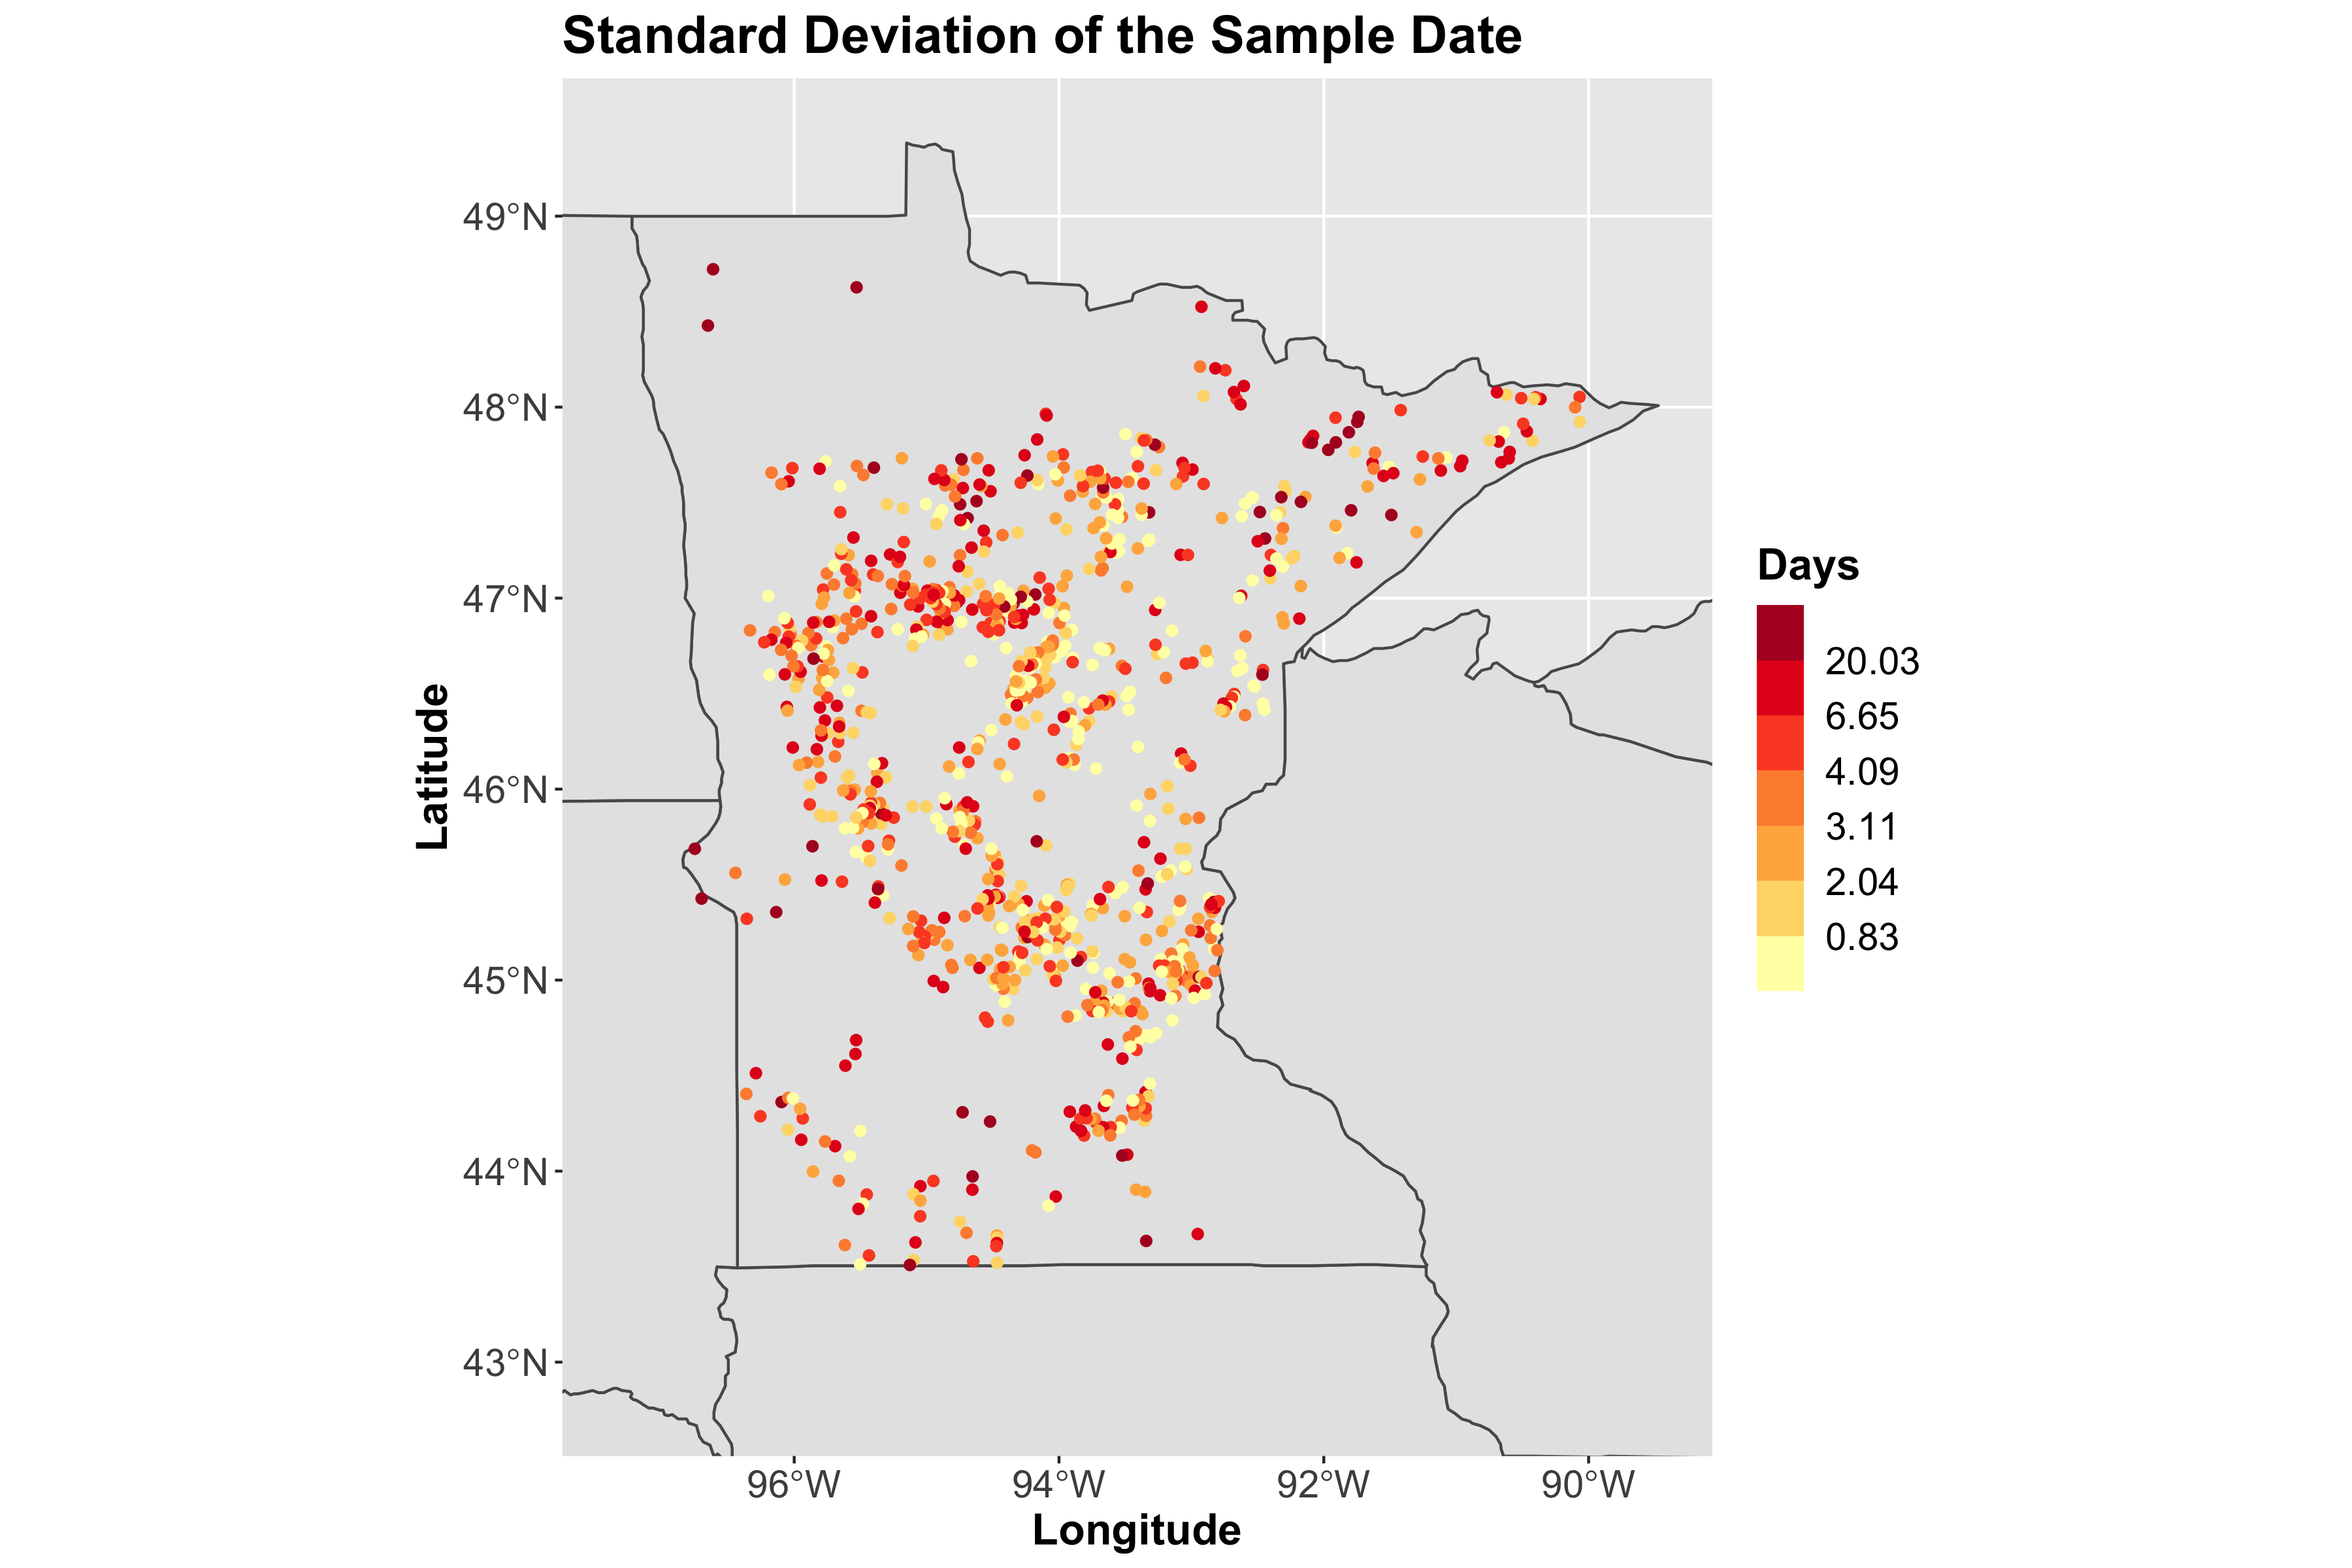 Standard Deviation of the Sample Date
49°N
48°N
47°N
46°N
45°N
44°N
43°N
Latitude
96°W
94°W
92°W
90°W
Longitude
Days
20.03
6.65
4.09
3.11
2.04
0.83